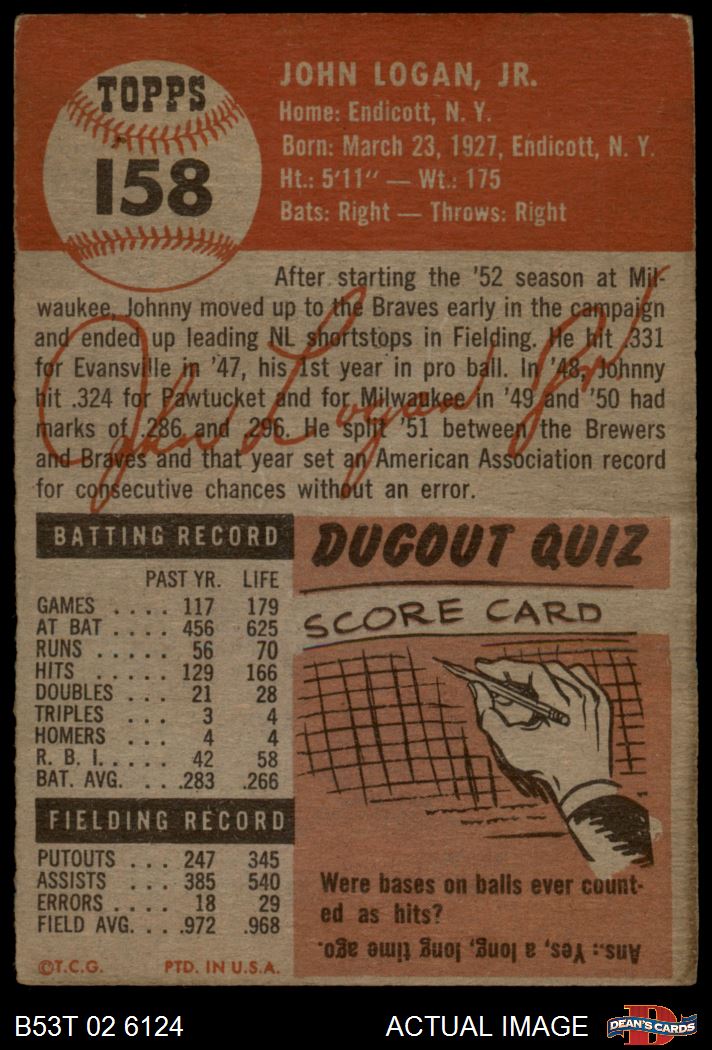 TOPPS
158
JOHN LOGAN, JR.
Home: Endicott, N. Y.
Born: March 23, 1927, Endicott, N. Y.
Ht.: 5'11" — Wt.: 175
Bats: Right — Throws: Right
After starting the '52 season at Mil-
waukee, Johnny moved up to the Braves early in the campaign
and ended up leading NL shortstops in Fielding. He hit .331
for Evansville in '47, his 1st year in pro ball. In '48, Johnny
hit .324 for Pawtucket and for Milwaukee in '49 and '50 had
marks of .286 and .296. He split '51 between the Brewers
and Braves and that year set an American Association record
for consecutive chances without an error.
John Logan Jr.
BATTING RECORD
PAST YR. LIFE
GAMES .... 117 179
AT BAT .... 456 625
RUNS ..... 56 70
HITS ..... 129 166
DOUBLES .... 21 28
TRIPLES ... 3 4
HOMERS ... 4 4
R. B. I. .... 42 58
BAT. AVG. ... .283 .266
FIELDING RECORD
PUTOUTS ... 247 345
ASSISTS .... 385 540
ERRORS .... 18 29
FIELD AVG. ... .972 .968
©T.C.G. PTD. IN U.S.A.
DUGOUT QUIZ
SCORE CARD
Were bases on balls ever count-
ed as hits?
Ans.: Yes, a long, long time ago.
B53T 02 6124
ACTUAL IMAGE
DEAN'S CARDS